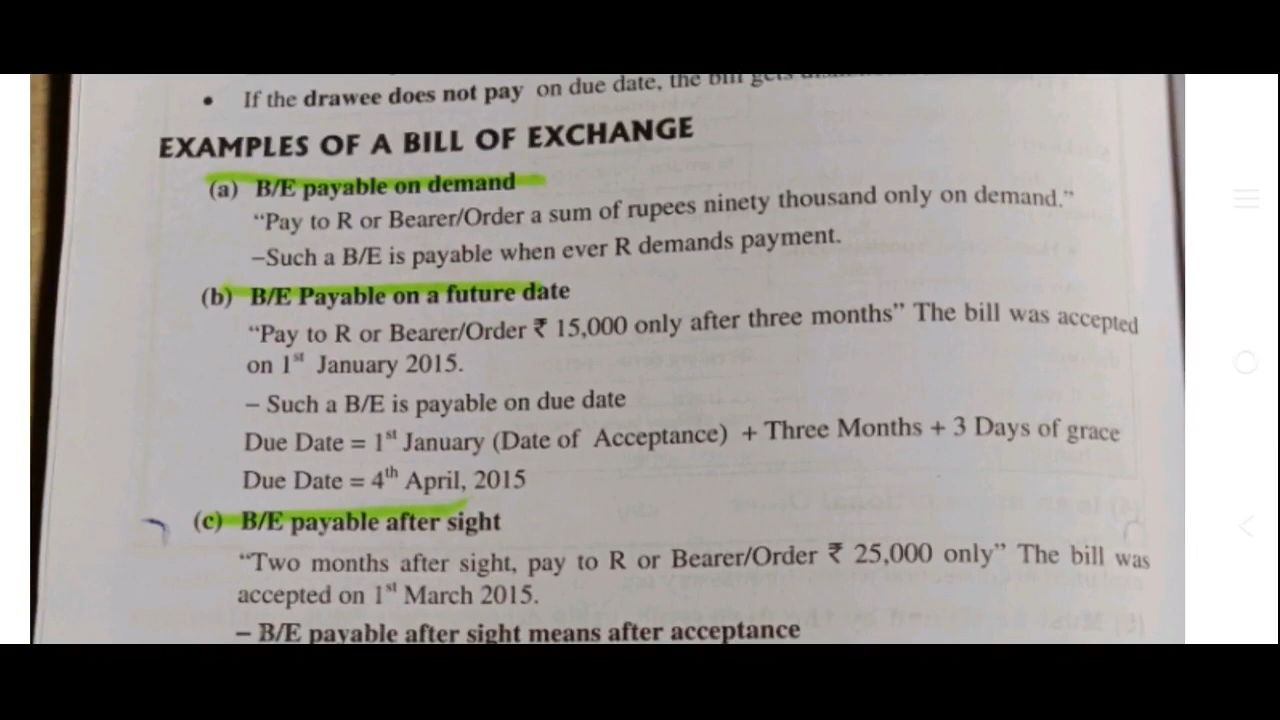 • If the drawee does not pay on due date, the bill gets
EXAMPLES OF A BILL OF EXCHANGE
(a) B/E payable on demand
“Pay to R or Bearer/Order a sum of rupees ninety thousand only on demand.”
–Such a B/E is payable when ever R demands payment.
(b) B/E Payable on a future date
“Pay to R or Bearer/Order ₹ 15,000 only after three months” The bill was accepted
on 1st January 2015.
– Such a B/E is payable on due date
Due Date = 1st January (Date of Acceptance) + Three Months + 3 Days of grace
Due Date = 4th April, 2015
(c) B/E payable after sight
“Two months after sight, pay to R or Bearer/Order ₹ 25,000 only” The bill was
accepted on 1st March 2015.
– B/E payable after sight means after acceptance